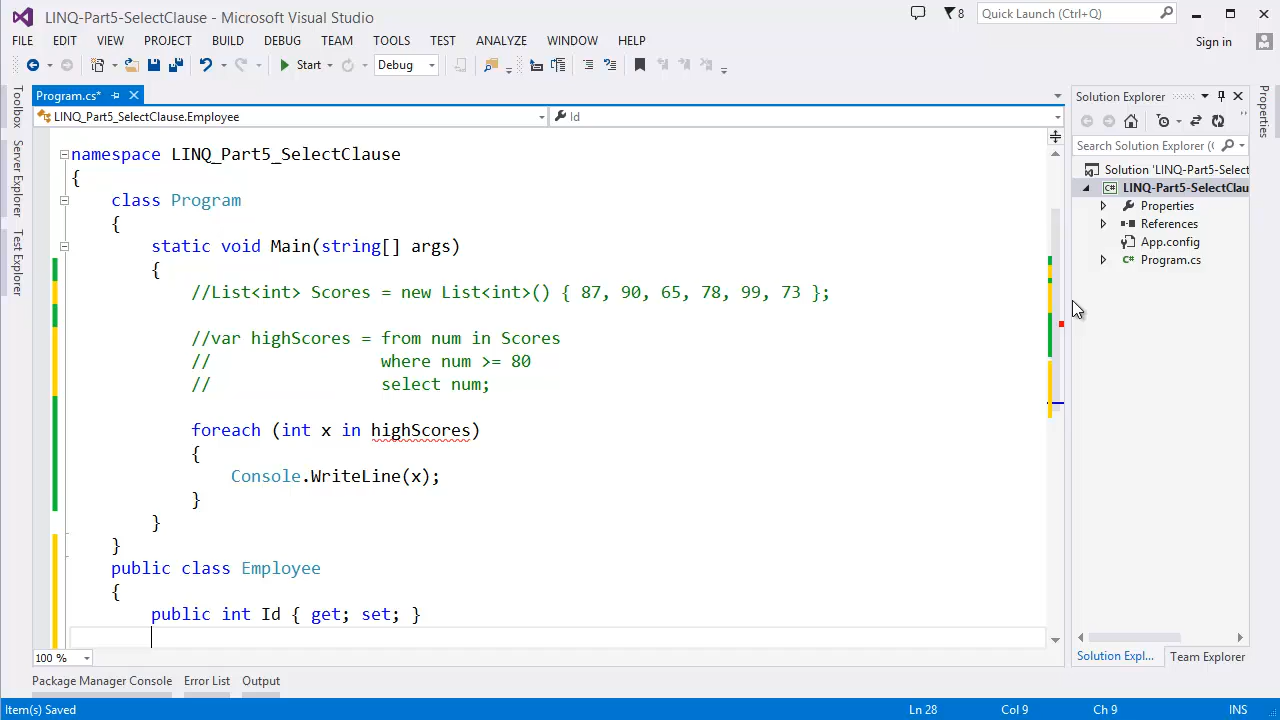 LINQ-Part5-SelectClause - Microsoft Visual Studio
8
Quick Launch (Ctrl+Q)
FILE EDIT VIEW PROJECT BUILD DEBUG TEAM TEST TOOLS ANALYZE WINDOW HELP
Sign in
Start Debug
Program.cs*
LINQ_Part5_SelectClause.Employee
Id
namespace LINQ_Part5_SelectClause
{
class Program
{
static void Main(string[] args)
{
//List<int> Scores = new List<int>() { 87, 90, 65, 78, 99, 73 };
//var highScores = from num in Scores
// where num >= 80
// select num;
foreach (int x in highScores)
{
Console.WriteLine(x);
}
}
}
public class Employee
{
public int Id { get; set; }
100 %
Toolbox
Server Explorer
Test Explorer
Solution Explorer
Search Solution Explorer (
Solution 'LINQ-Part5-Select
LINQ-Part5-SelectClau
Properties
References
App.config
Program.cs
Solution Expl...
Team Explorer
Properties
Package Manager Console
Error List
Output
Item(s) Saved
Ln 28
Col 9
Ch 9
INS